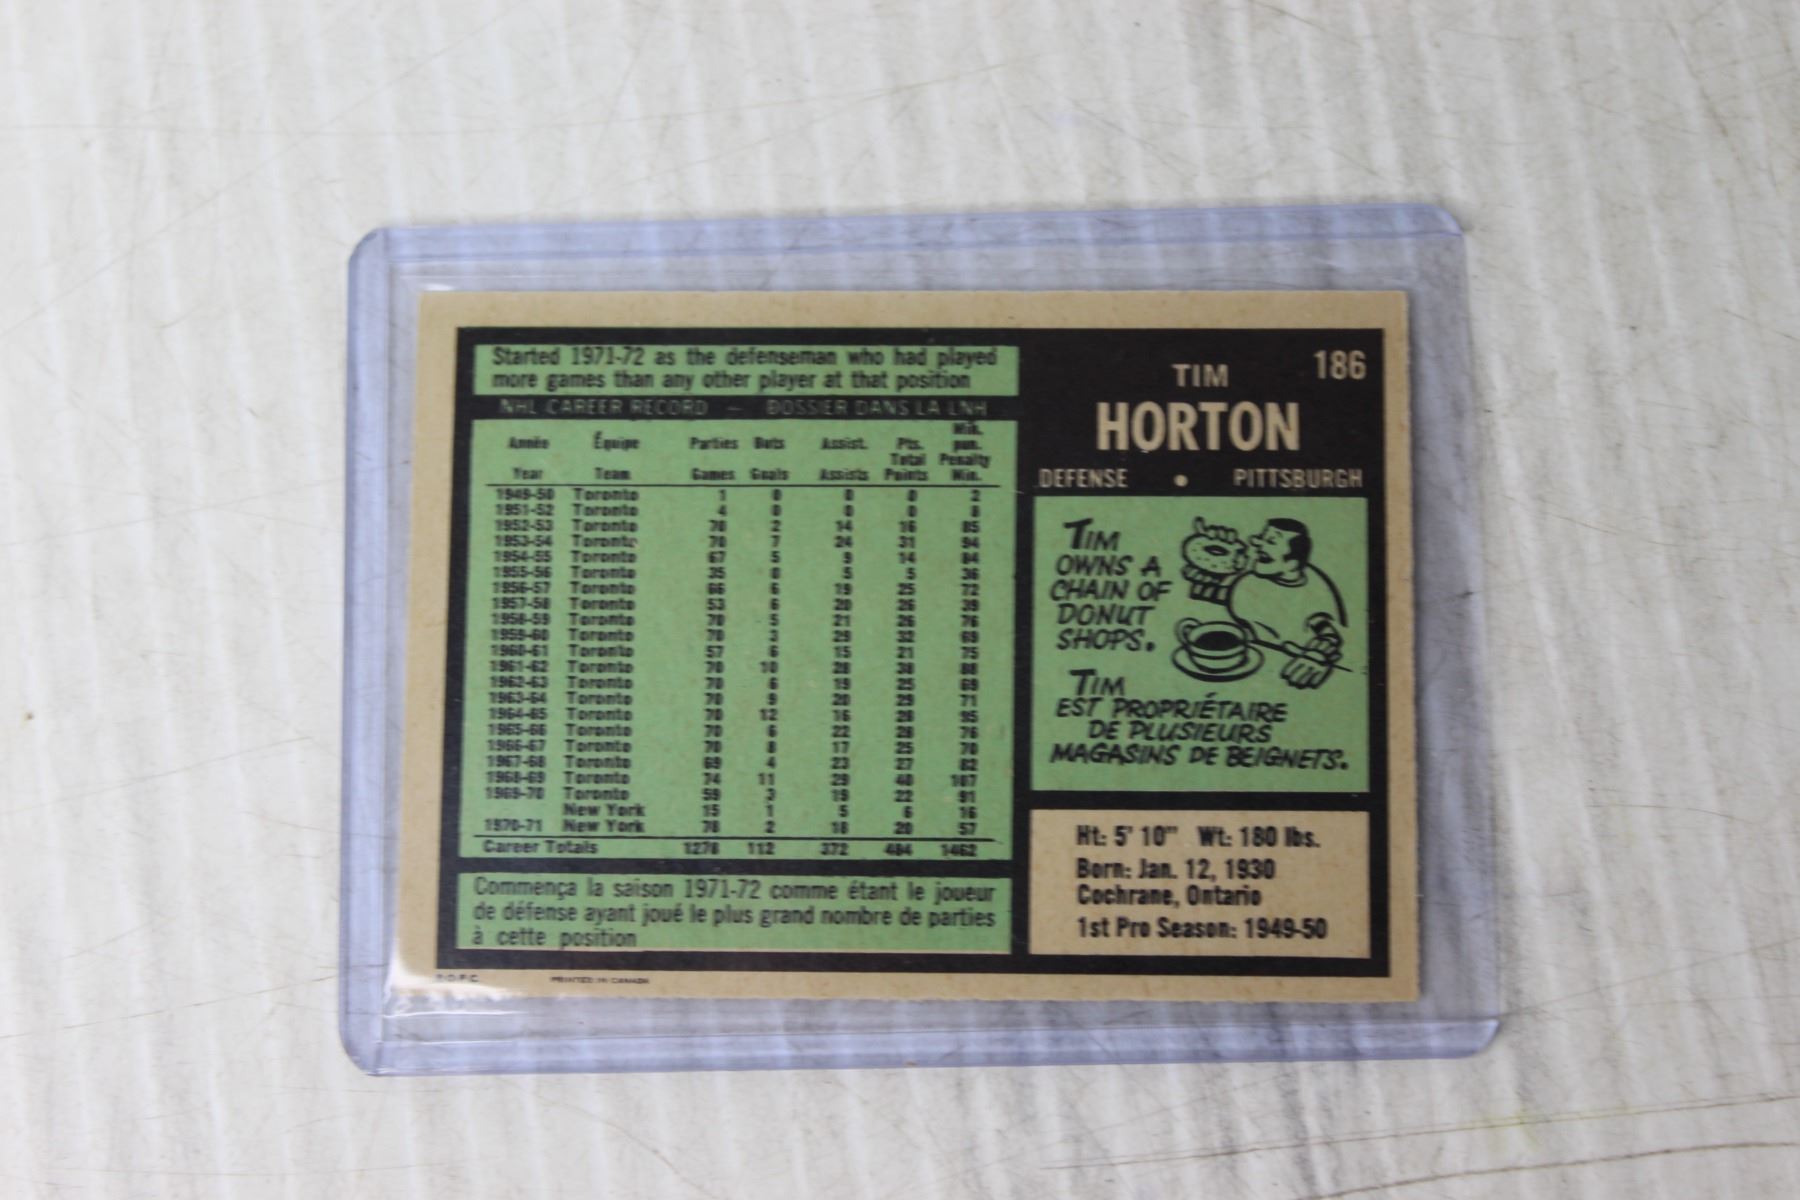 Started 1971-72 as the defenseman who had played
more games than any other player at that position
NHL CAREER RECORD — DOSSIER DANS LA LNH
Année Équipe Parties Buts Assist. Pts. Min. pun.
Year Team Games Goals Assists Total Points Penalty Min.
1949-50 Toronto 1 0 0 0 2
1951-52 Toronto 4 0 0 0 8
1952-53 Toronto 70 2 14 16 85
1953-54 Toronto 70 7 24 31 94
1954-55 Toronto 67 5 9 14 84
1955-56 Toronto 35 0 5 5 36
1956-57 Toronto 66 6 19 25 72
1957-58 Toronto 53 6 20 26 39
1958-59 Toronto 70 5 21 26 76
1959-60 Toronto 70 3 29 32 69
1960-61 Toronto 57 6 15 21 75
1961-62 Toronto 70 10 28 38 88
1962-63 Toronto 70 6 19 25 69
1963-64 Toronto 70 9 20 29 71
1964-65 Toronto 70 12 16 28 95
1965-66 Toronto 70 6 22 28 76
1966-67 Toronto 70 8 17 25 70
1967-68 Toronto 69 4 23 27 82
1968-69 Toronto 74 11 29 40 107
1969-70 Toronto 59 3 19 22 91
New York 15 1 5 6 16
1970-71 New York 78 2 18 20 57
Career Totals 112 372 484 1462
Commença la saison 1971-72 comme étant le joueur
de défense ayant joué le plus grand nombre de parties
à cette position
O.P.C. PRINTED IN CANADA
186
TIM
HORTON
DEFENSE • PITTSBURGH
TIM
OWNS A
CHAIN OF
DONUT
SHOPS.
TIM
EST PROPRIÉTAIRE
DE PLUSIEURS
MAGASINS DE BEIGNETS.
Ht: 5' 10" Wt: 180 lbs.
Born: Jan. 12, 1930
Cochrane, Ontario
1st Pro Season: 1949-50